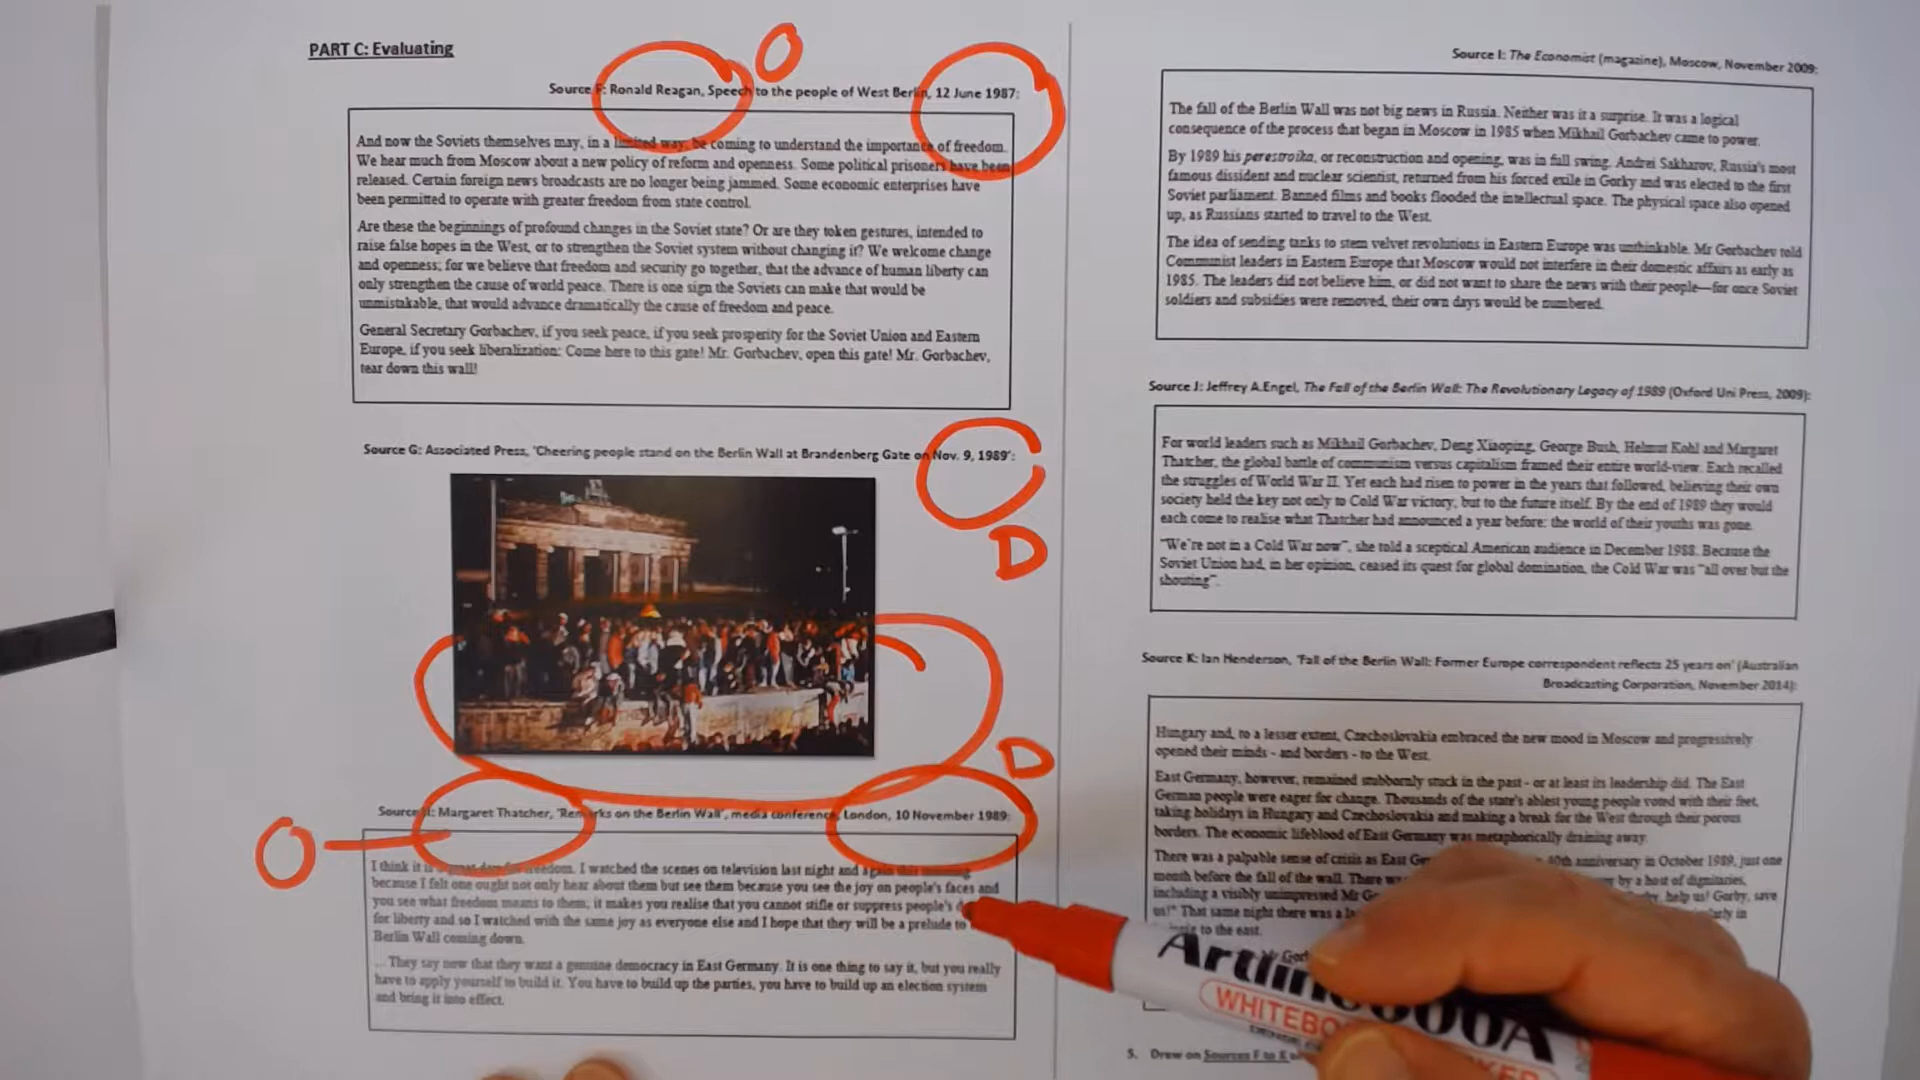 PART C: Evaluating
O
Source F: Ronald Reagan, Speech to the people of West Berlin, 12 June 1987:
And now the Soviets themselves may, in a limited way, be coming to understand the importance of freedom.
We hear much from Moscow about a new policy of reform and openness. Some political prisoners have been
released. Certain foreign news broadcasts are no longer being jammed. Some economic enterprises have
been permitted to operate with greater freedom from state control.
Are these the beginnings of profound changes in the Soviet state? Or are they token gestures, intended to
raise false hopes in the West, or to strengthen the Soviet system without changing it? We welcome change
and openness; for we believe that freedom and security go together, that the advance of human liberty can
only strengthen the cause of world peace. There is one sign the Soviets can make that would be
unmistakable, that would advance dramatically the cause of freedom and peace.
General Secretary Gorbachev, if you seek peace, if you seek prosperity for the Soviet Union and Eastern
Europe, if you seek liberalization: Come here to this gate! Mr. Gorbachev, open this gate! Mr. Gorbachev,
tear down this wall!
Source G: Associated Press, 'Cheering people stand on the Berlin Wall at Brandenberg Gate on Nov. 9, 1989':
D
D
Margaret Thatcher, 'Remarks on the Berlin Wall', media conference, London, 10 November 1989:
O
I think it is a great day for freedom. I watched the scenes on television last night and again this morning
because I felt one ought not only hear about them but see them because you see the joy on people's faces and
you see what freedom means to them; it makes you realise that you cannot stifle or suppress people's
for liberty and so I watched with the same joy as everyone else and I hope that they will be a prelude to
Berlin Wall coming down.
... They say now that they want a genuine democracy in East Germany. It is one thing to say it, but you really
have to apply yourself to build it. You have to build up the parties, you have to build up an election system
and bring it into effect.
Source I: The Economist (magazine), Moscow, November 2009:
The fall of the Berlin Wall was not big news in Russia. Neither was it a surprise. It was a logical
consequence of the process that began in Moscow in 1985 when Mikhail Gorbachev came to power.
By 1989 his perestroika, or reconstruction and opening, was in full swing. Andrei Sakharov, Russia's most
famous dissident and nuclear scientist, returned from his forced exile in Gorky and was elected to the first
Soviet parliament. Banned films and books flooded the intellectual space. The physical space also opened
up, as Russians started to travel to the West.
The idea of sending tanks to stem velvet revolutions in Eastern Europe was unthinkable. Mr Gorbachev told
Communist leaders in Eastern Europe that Moscow would not interfere in their domestic affairs as early as
1985. The leaders did not believe him, or did not want to share the news with their people—for once Soviet
soldiers and subsidies were removed, their own days would be numbered.
Source J: Jeffrey A.Engel, The Fall of the Berlin Wall: The Revolutionary Legacy of 1989 (Oxford Uni Press, 2009):
For world leaders such as Mikhail Gorbachev, Deng Xiaoping, George Bush, Helmut Kohl and Margaret
Thatcher, the global battle of communism versus capitalism framed their entire world-view. Each recalled
the struggles of World War II. Yet each had risen to power in the years that followed, believing their own
society held the key not only to Cold War victory, but to the future itself. By the end of 1989 they would
each come to realise what Thatcher had announced a year before: the world of their youths was gone.
"We're not in a Cold War now", she told a sceptical American audience in December 1988. Because the
Soviet Union had, in her opinion, ceased its quest for global domination, the Cold War was "all over but the
shouting".
Source K: Ian Henderson, 'Fall of the Berlin Wall: Former Europe correspondent reflects 25 years on' (Australian
Broadcasting Corporation, November 2014):
Hungary and, to a lesser extent, Czechoslovakia embraced the new mood in Moscow and progressively
opened their minds - and borders - to the West.
East Germany, however, remained stubbornly stuck in the past - or at least its leadership did. The East
German people were eager for change. Thousands of the state's ablest young people voted with their feet,
taking holidays in Hungary and Czechoslovakia and making a break for the West through their porous
borders. The economic lifeblood of East Germany was metaphorically draining away.
There was a palpable sense of crisis as East 40th anniversary in October 1989, just one
month before the fall of the wall. There by a host of dignitaries,
including a visibly unimpressed Mr help us! Gorby, save
us!" That same night there was a in
to the east.
Artline
WHITEBO
5. Draw on Sources F to K